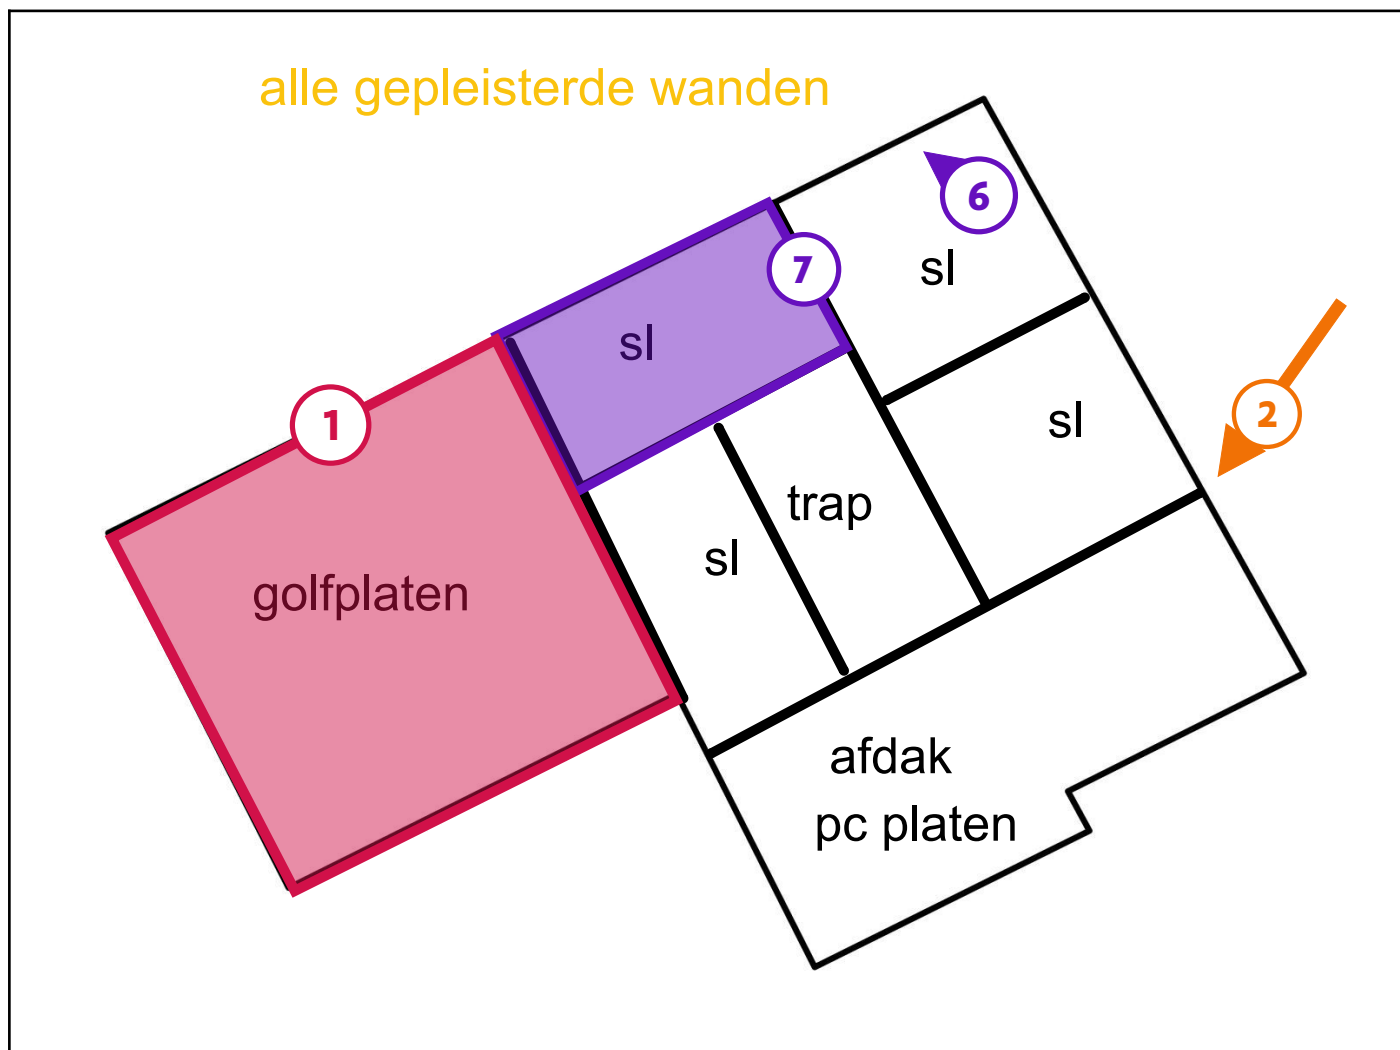 alle gepleisterde wanden
6
sl
7
sl
1
2
sl
trap
sl
golfplaten
afdak
pc platen